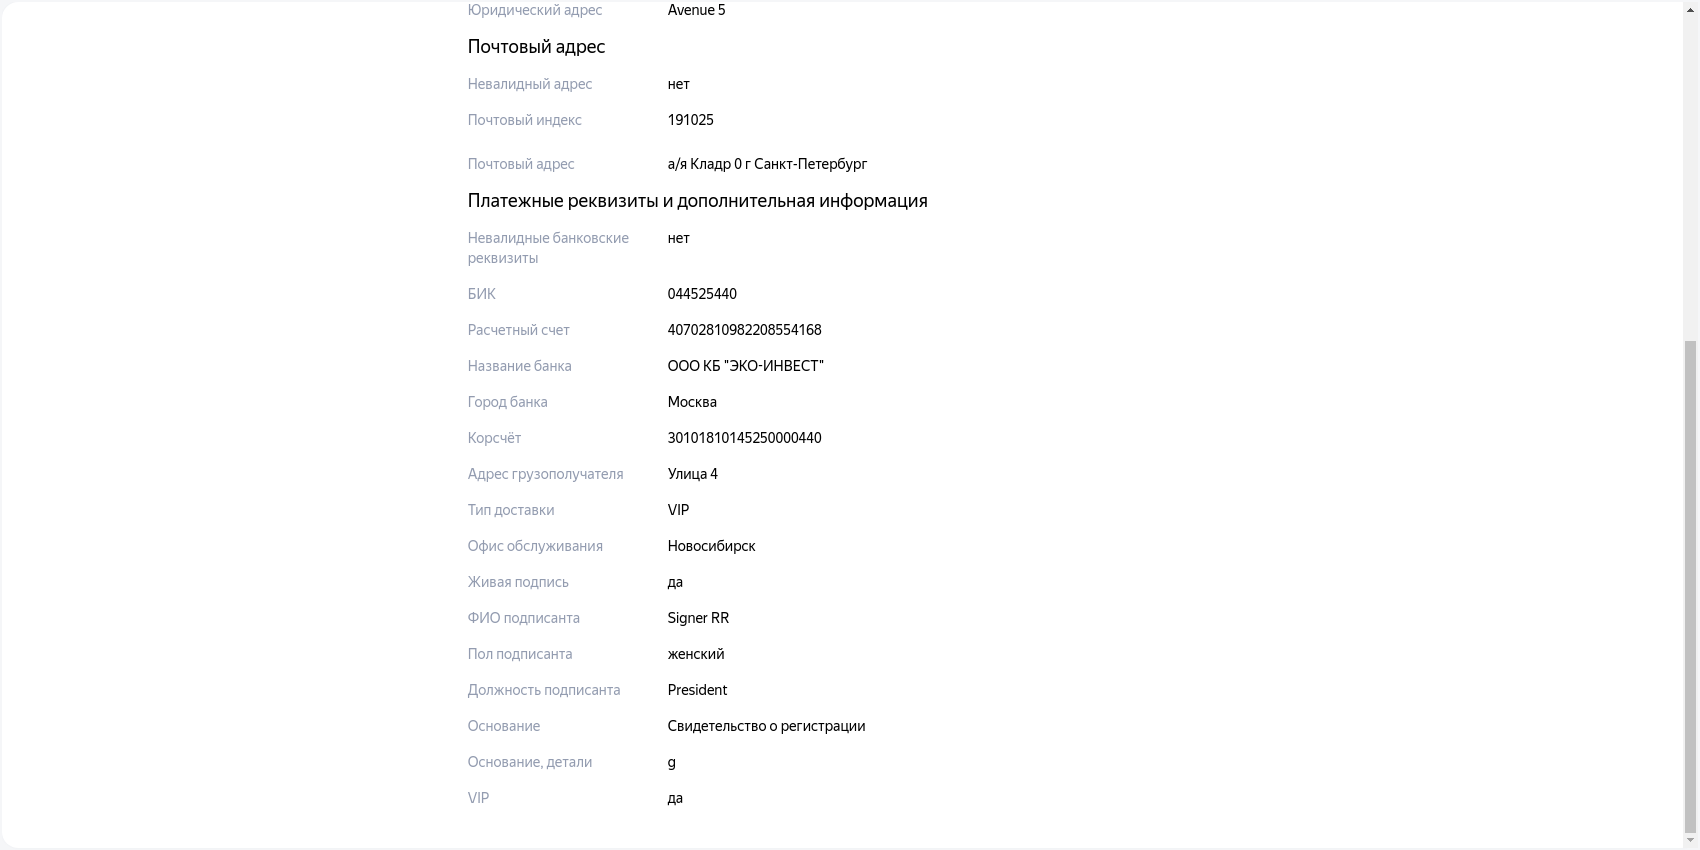 Юридический адрес Avenue 5
Почтовый адрес
Невалидный адрес нет
Почтовый индекс 191025
Почтовый адрес а/я Кладр 0 г Санкт-Петербург
Платежные реквизиты и дополнительная информация
Невалидные банковские нет
реквизиты
БИК 044525440
Расчетный счет 40702810982208554168
Название банка ООО КБ "ЭКО-ИНВЕСТ"
Город банка Москва
Корсчёт 30101810145250000440
Адрес грузополучателя Улица 4
Тип доставки VIP
Офис обслуживания Новосибирск
Живая подпись да
ФИО подписанта Signer RR
Пол подписанта женский
Должность подписанта President
Основание Свидетельство о регистрации
Основание, детали g
VIP да